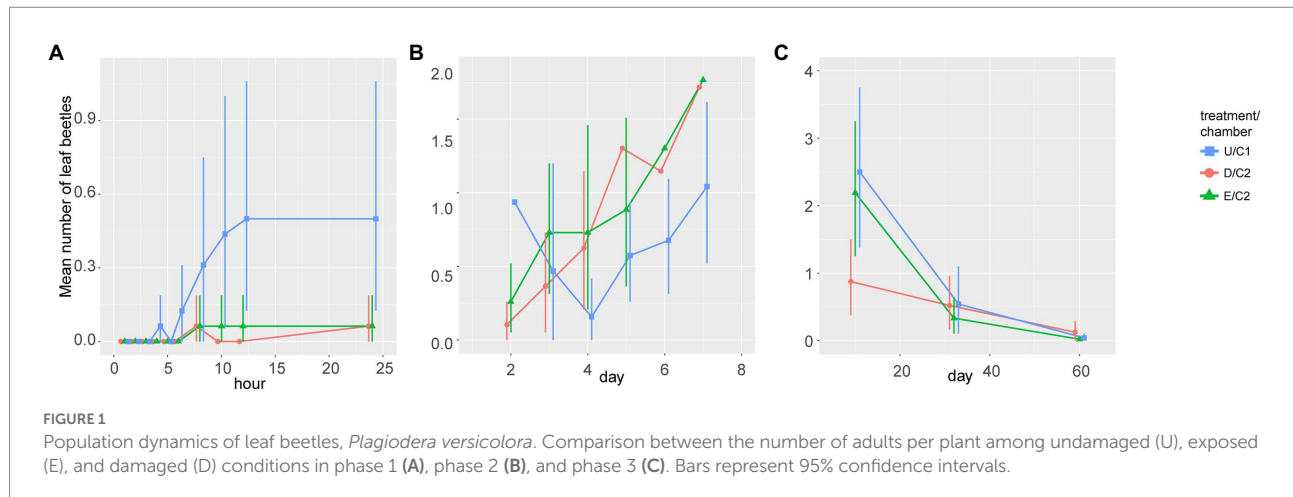 A
B
C
Mean number of leaf beetles
0.9
0.6
0.3
0.0
0 5 10 15 20 25
hour
2.0
1.5
1.0
0.5
0.0
2 4 6 8
day
4
3
2
1
0
20 40 60
day
treatment/
chamber
U/C1
D/C2
E/C2
FIGURE 1
Population dynamics of leaf beetles, Plagiodera versicolora. Comparison between the number of adults per plant among undamaged (U), exposed
(E), and damaged (D) conditions in phase 1 (A), phase 2 (B), and phase 3 (C). Bars represent 95% confidence intervals.